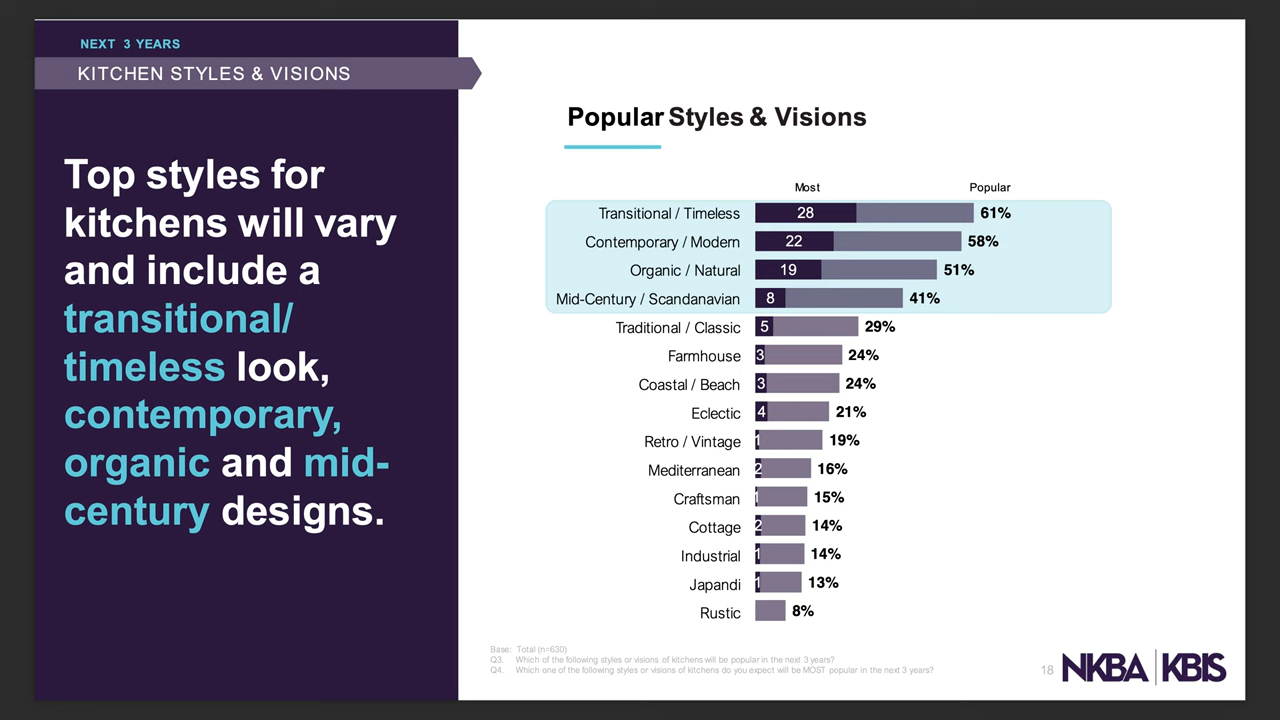 NEXT 3 YEARS
KITCHEN STYLES & VISIONS
Top styles for
kitchens will vary
and include a
transitional/
timeless look,
contemporary,
organic and mid-
century designs.
Popular Styles & Visions
Most Popular
Transitional / Timeless 28 61%
Contemporary / Modern 22 58%
Organic / Natural 19 51%
Mid-Century / Scandanavian 8 41%
Traditional / Classic 5 29%
Farmhouse 3 24%
Coastal / Beach 3 24%
Eclectic 4 21%
Retro / Vintage 1 19%
Mediterranean 2 16%
Craftsman 1 15%
Cottage 2 14%
Industrial 1 14%
Japandi 1 13%
Rustic 8%
Base: Total (n=630)
Q3. Which of the following styles or visions of kitchens will be popular in the next 3 years?
Q4. Which one of the following styles or visions of kitchens do you expect will be MOST popular in the next 3 years?
18 NKBA | KBIS